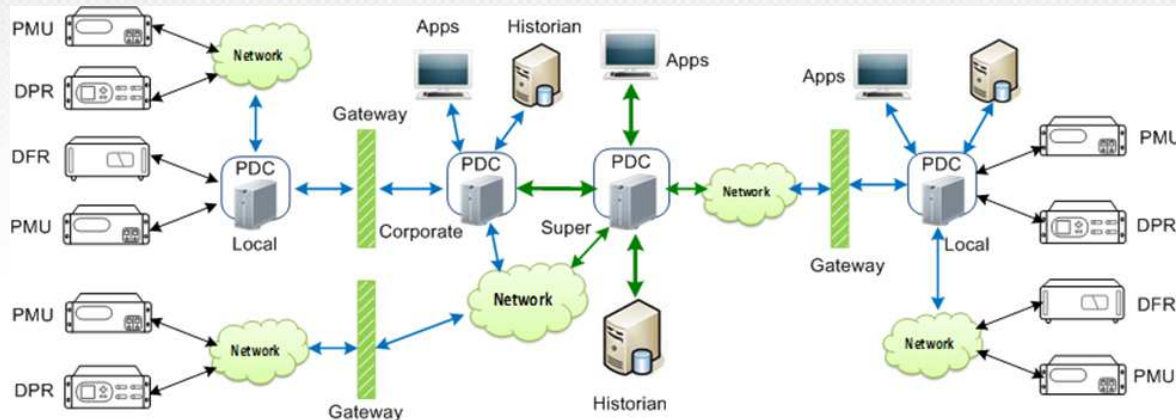 PMU
Network
DPR
DFR
PMU
PDC
Local
Gateway
Apps
Historian
PDC
Corporate
Apps
PDC
Super
Network
Gateway
Apps
PDC
Local
PMU
DPR
PMU
DPR
Network
Gateway
Network
Historian
Network
DFR
PMU